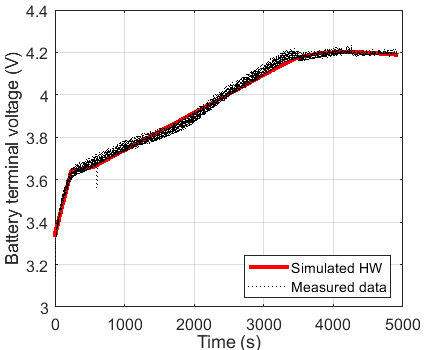 4.4
4.2
4
3.8
3.6
3.4
3.2
3
Battery terminal voltage (V)
Simulated HW
Measured data
0 1000 2000 3000 4000 5000
Time (s)